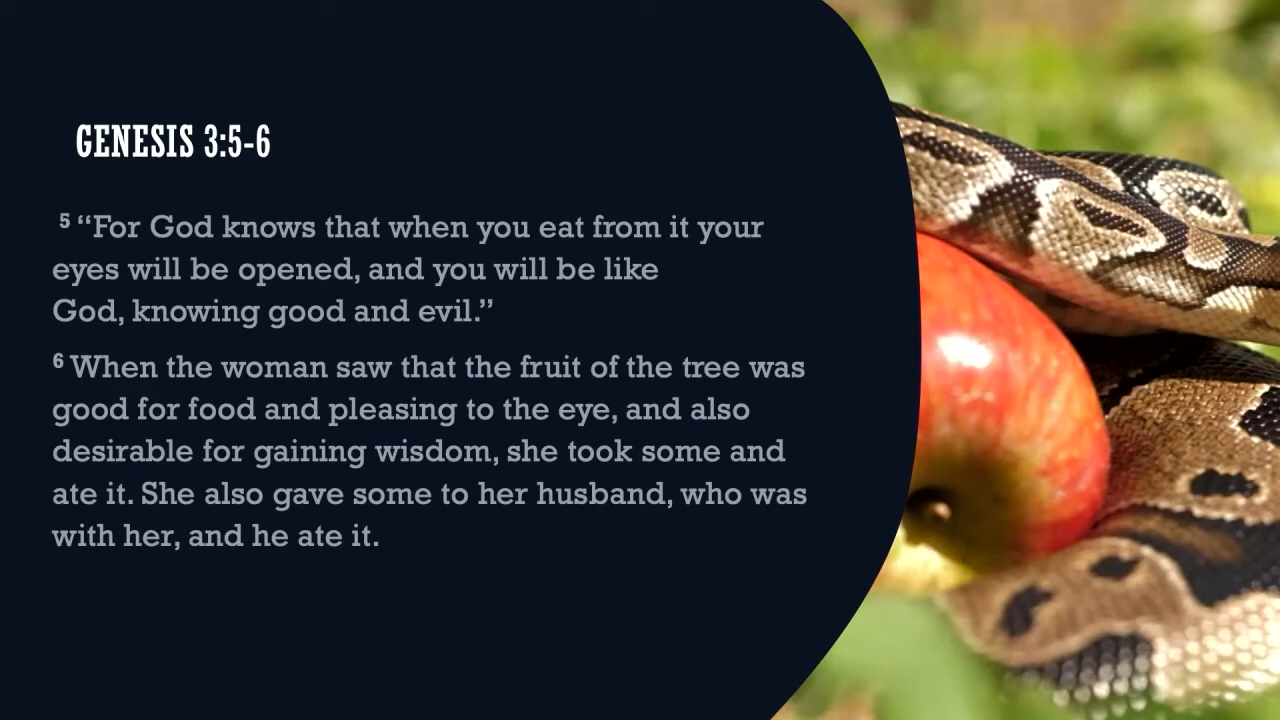 GENESIS 3:5-6
⁵ “For God knows that when you eat from it your
eyes will be opened, and you will be like
God, knowing good and evil.”
⁶ When the woman saw that the fruit of the tree was
good for food and pleasing to the eye, and also
desirable for gaining wisdom, she took some and
ate it. She also gave some to her husband, who was
with her, and he ate it.